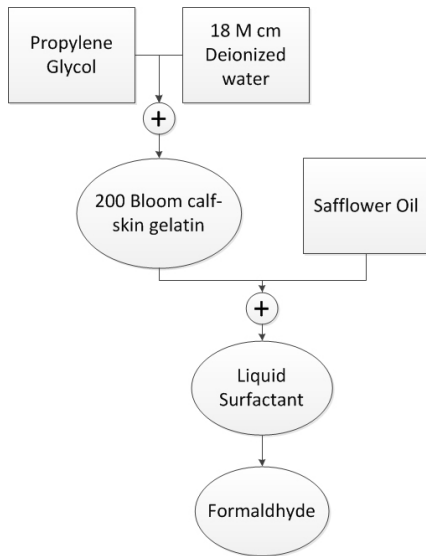 Propylene
Glycol
18 M cm
Deionized
water
+
200 Bloom calf-
skin gelatin
Safflower Oil
+
Liquid
Surfactant
Formaldhyde